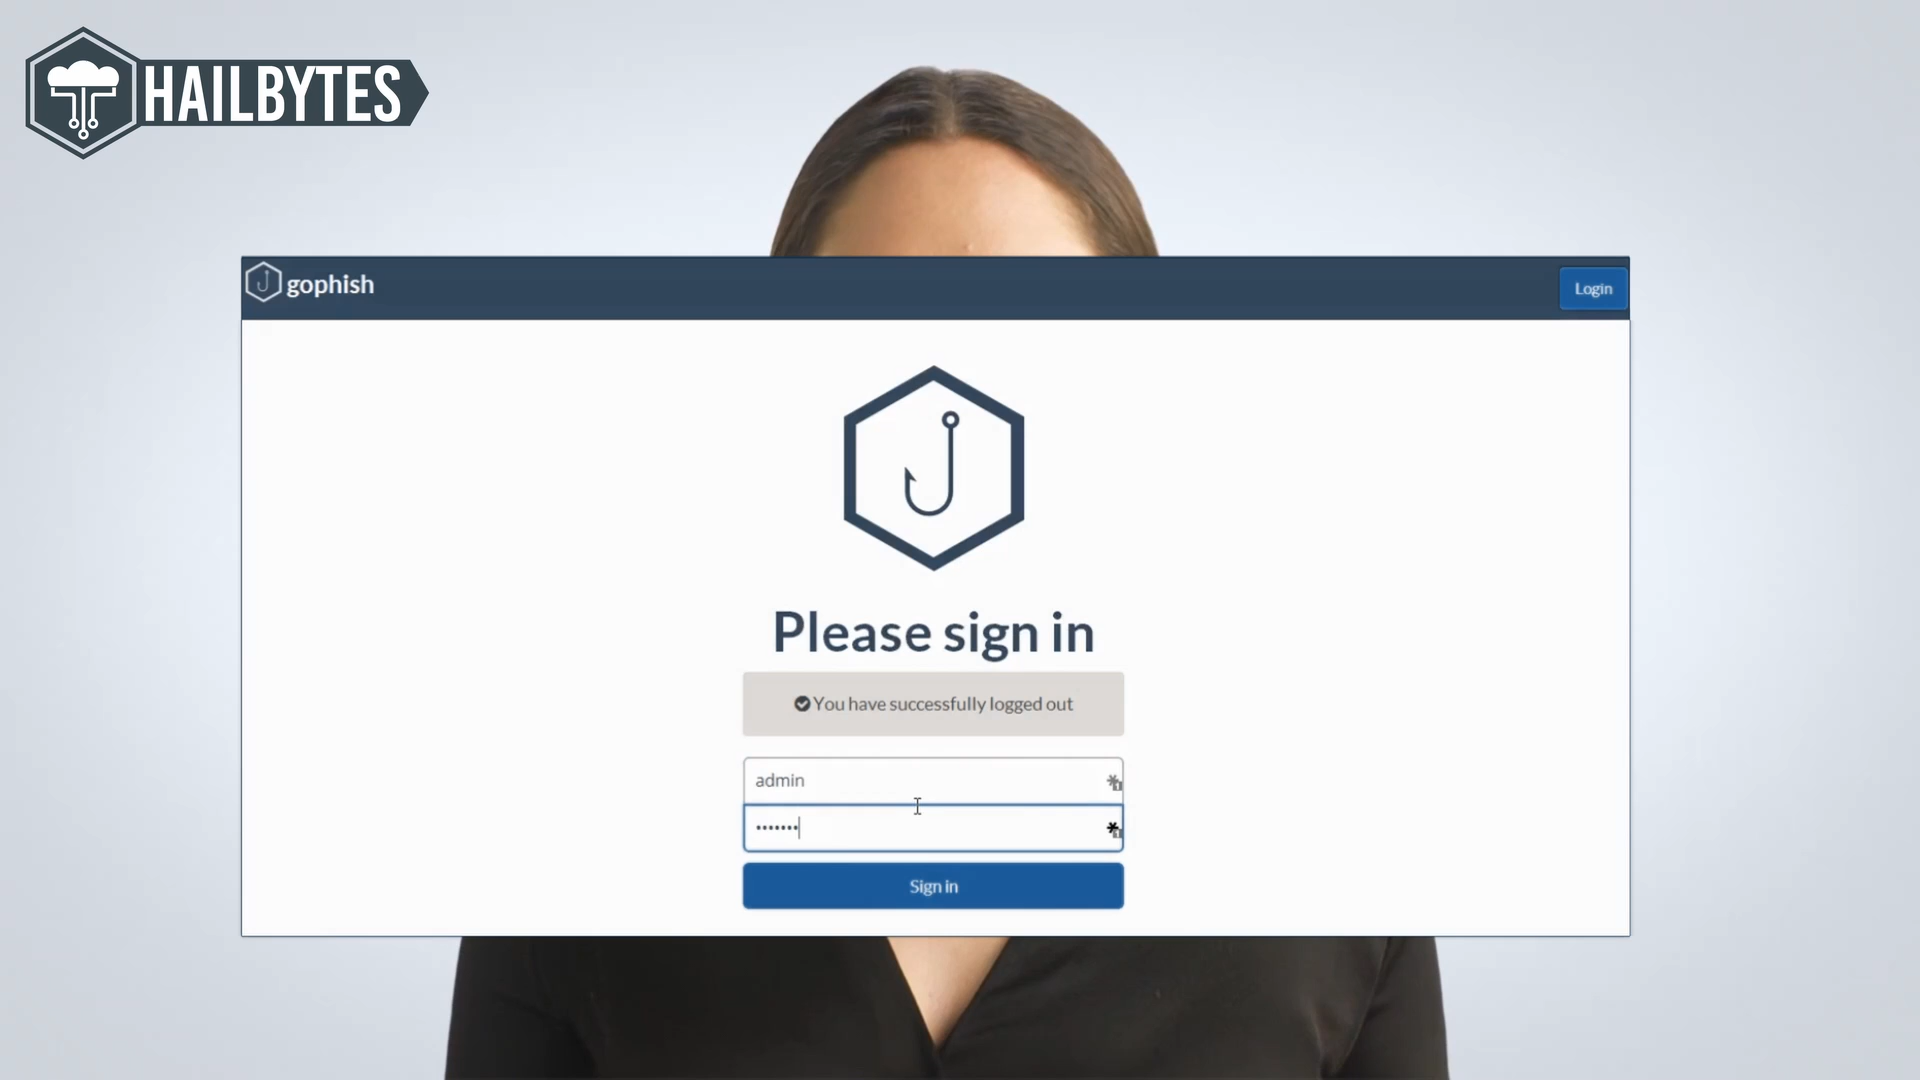 HAILBYTES
gophish
Login
Please sign in
You have successfully logged out
admin
•••••••
Sign in